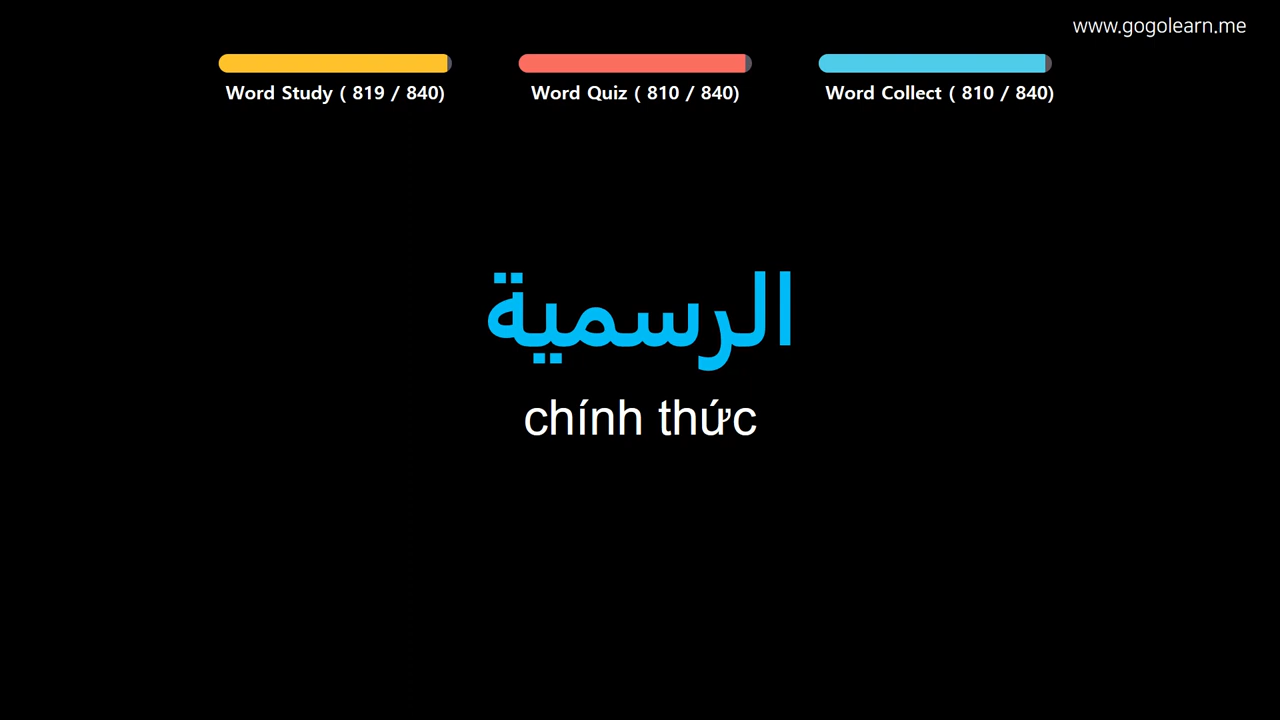 www.gogolearn.me
Word Study ( 819 / 840)
Word Quiz ( 810 / 840)
Word Collect ( 810 / 840)
الرسمية
chính thức